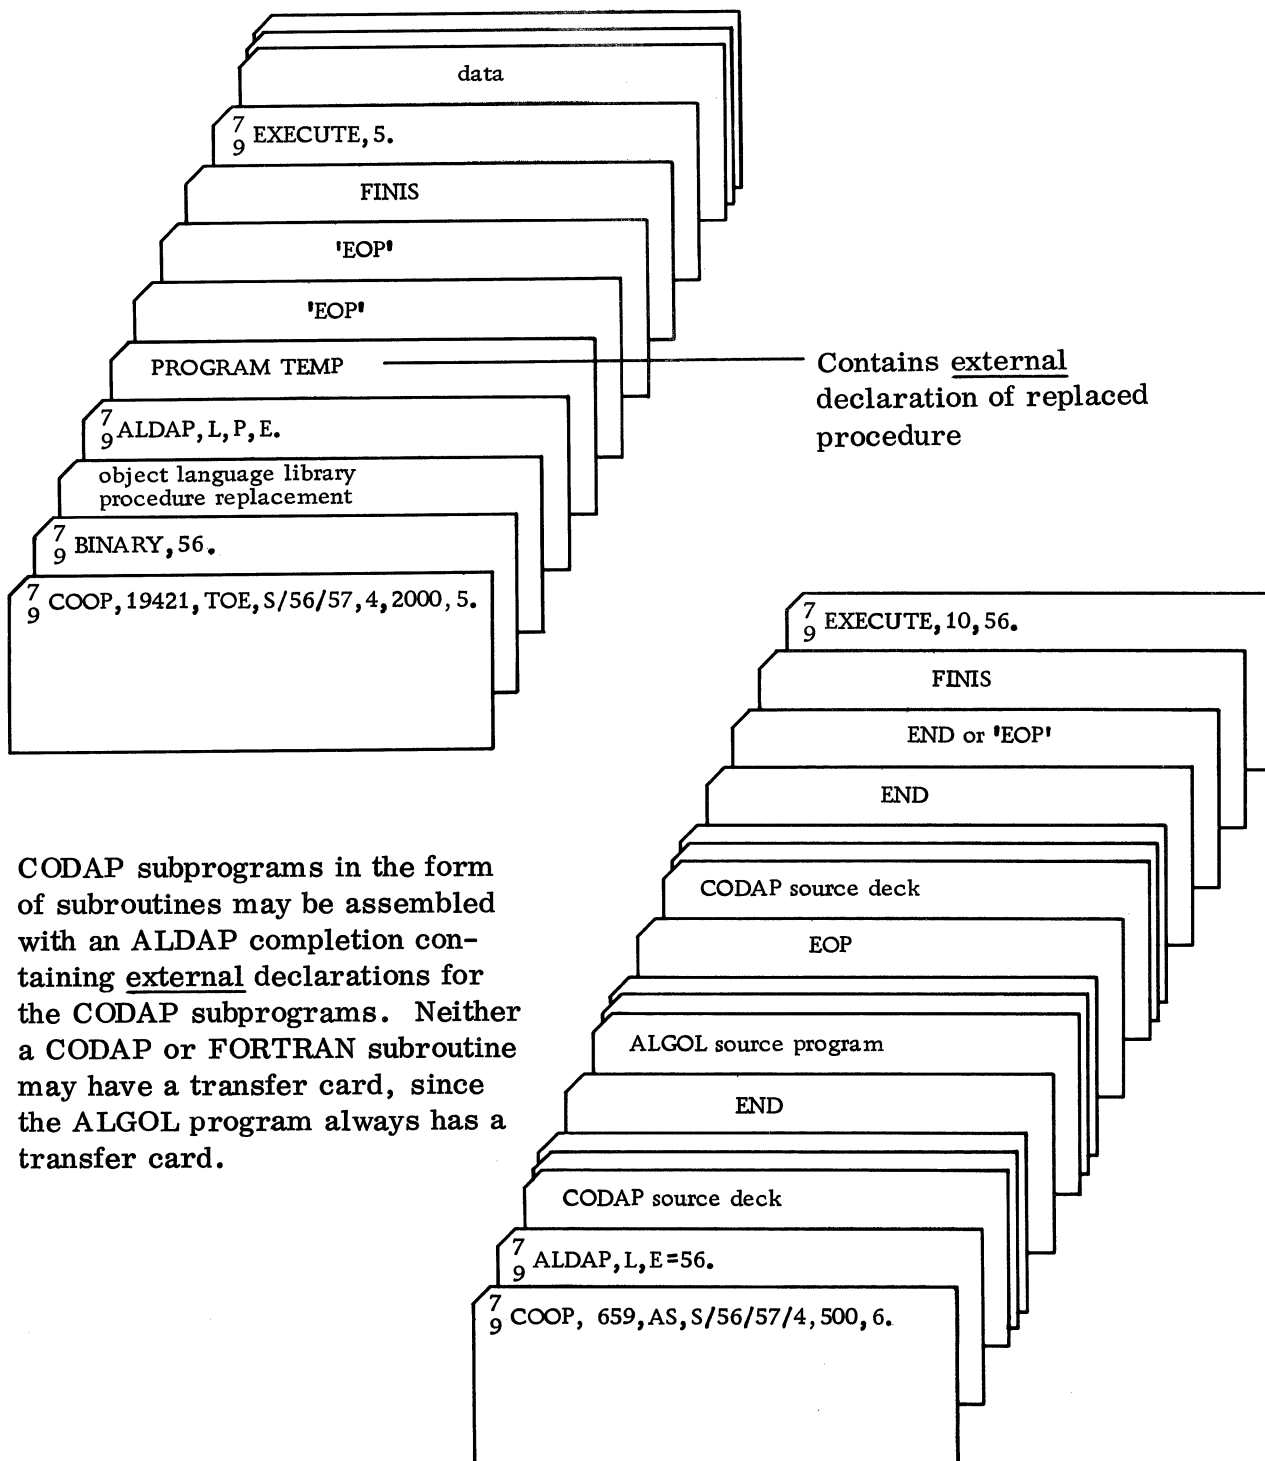 data
7
9 EXECUTE, 5.
FINIS
'EOP'
'EOP'
PROGRAM TEMP
Contains external
declaration of replaced
procedure
7
9 ALDAP, L, P, E.
object language library
procedure replacement
7
9 BINARY, 56.
7
9 COOP, 19421, TOE, S/56/57, 4, 2000, 5.
7
9 EXECUTE, 10, 56.
FINIS
END or 'EOP'
END
CODAP source deck
EOP
ALGOL source program
END
CODAP source deck
7
9 ALDAP, L, E=56.
7
9 COOP, 659, AS, S/56/57/4, 500, 6.
CODAP subprograms in the form
of subroutines may be assembled
with an ALDAP completion con-
taining external declarations for
the CODAP subprograms. Neither
a CODAP or FORTRAN subroutine
may have a transfer card, since
the ALGOL program always has a
transfer card.